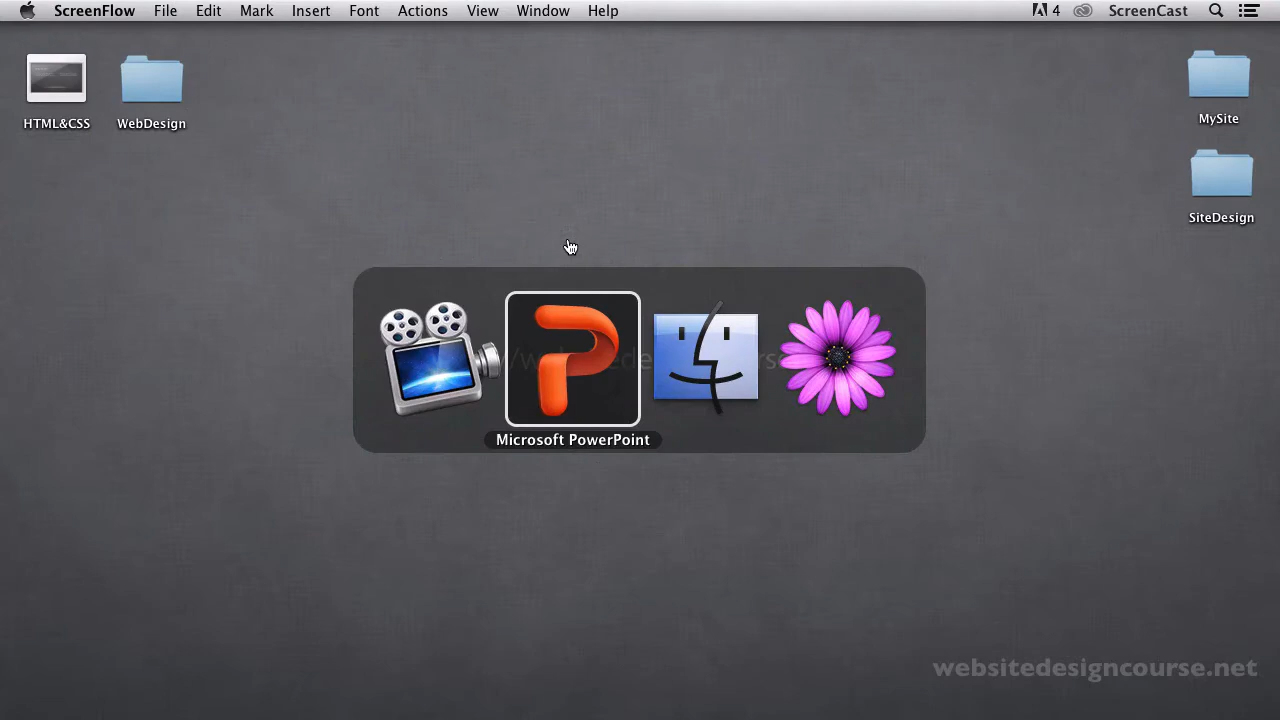 ScreenFlow File Edit Mark Insert Font Actions View Window Help 4 ScreenCast
HTML&CSS
WebDesign
MySite
SiteDesign
Microsoft PowerPoint
websitedesigncourse.net